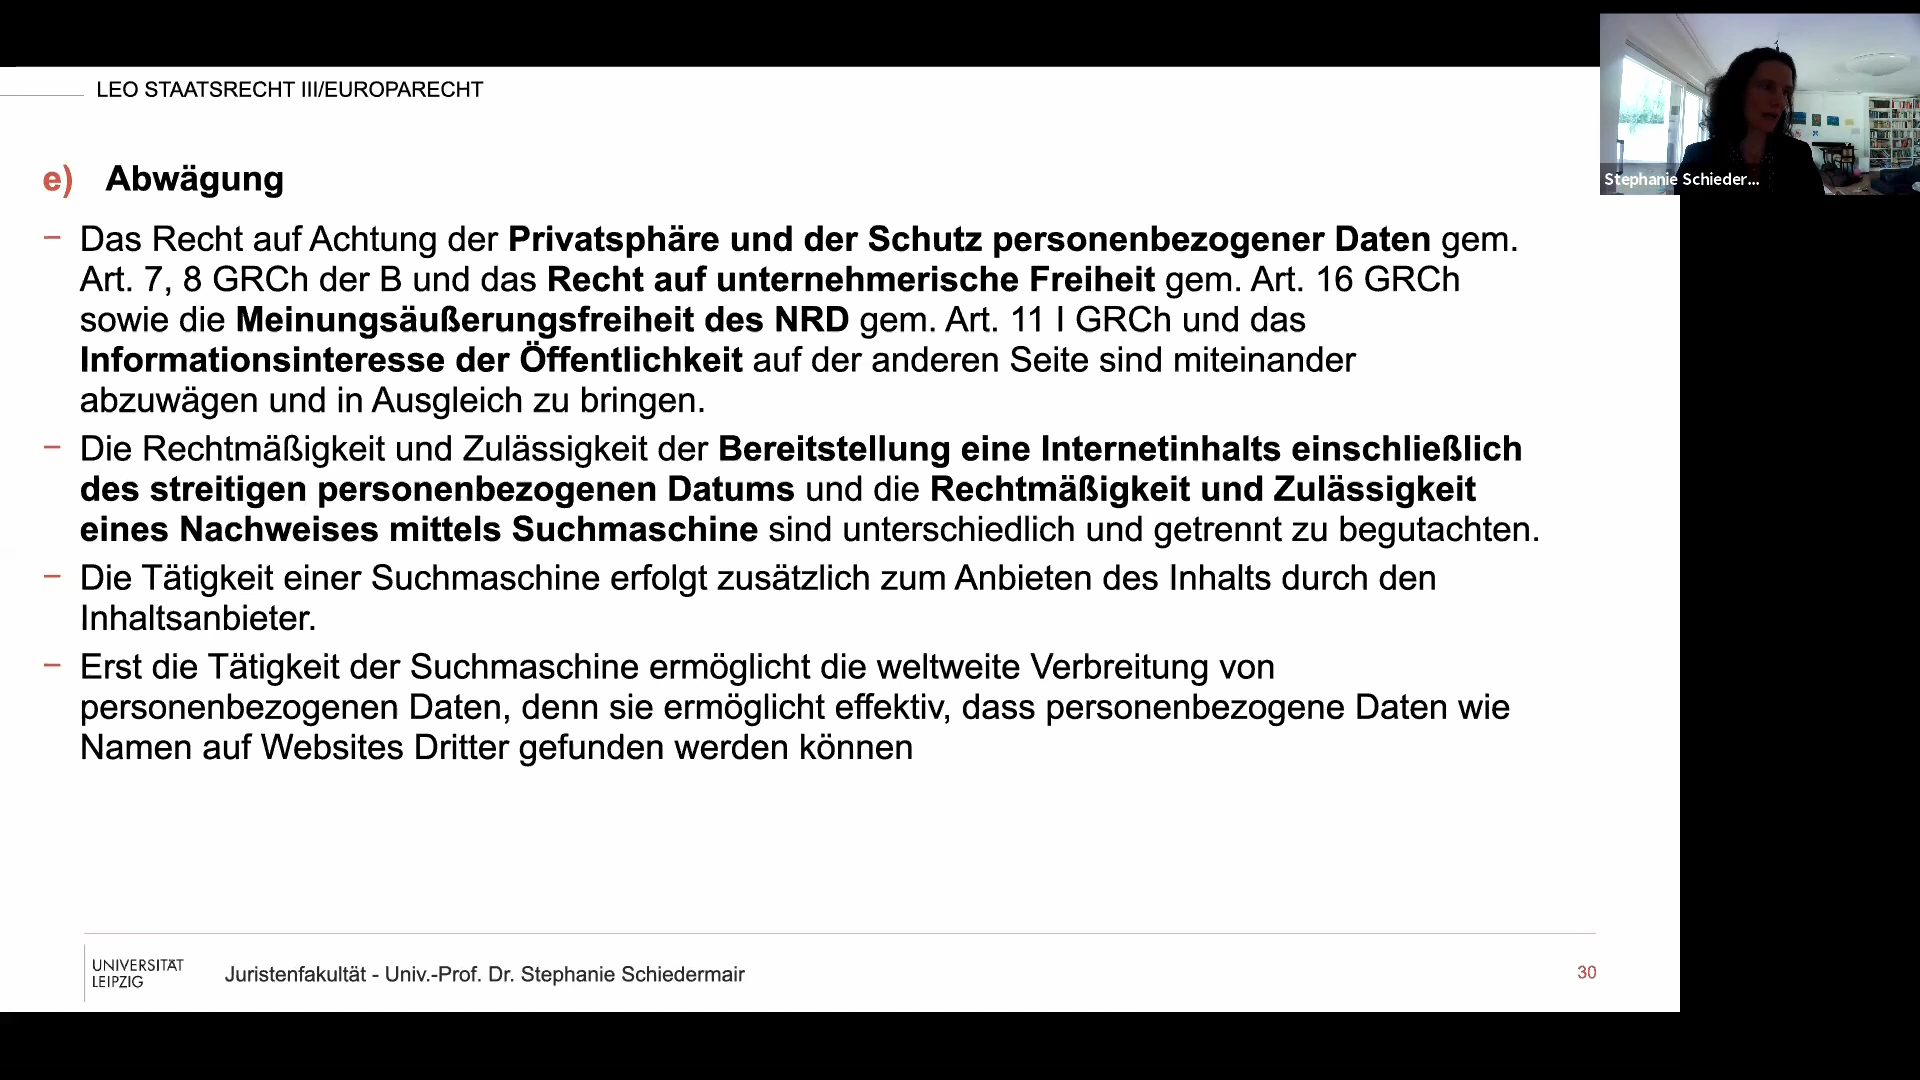 LEO STAATSRECHT III/EUROPARECHT
Stephanie Schieder...
e) Abwägung
– Das Recht auf Achtung der Privatsphäre und der Schutz personenbezogener Daten gem.
Art. 7, 8 GRCh der B und das Recht auf unternehmerische Freiheit gem. Art. 16 GRCh
sowie die Meinungsäußerungsfreiheit des NRD gem. Art. 11 I GRCh und das
Informationsinteresse der Öffentlichkeit auf der anderen Seite sind miteinander
abzuwägen und in Ausgleich zu bringen.
– Die Rechtmäßigkeit und Zulässigkeit der Bereitstellung eine Internetinhalts einschließlich
des streitigen personenbezogenen Datums und die Rechtmäßigkeit und Zulässigkeit
eines Nachweises mittels Suchmaschine sind unterschiedlich und getrennt zu begutachten.
– Die Tätigkeit einer Suchmaschine erfolgt zusätzlich zum Anbieten des Inhalts durch den
Inhaltsanbieter.
– Erst die Tätigkeit der Suchmaschine ermöglicht die weltweite Verbreitung von
personenbezogenen Daten, denn sie ermöglicht effektiv, dass personenbezogene Daten wie
Namen auf Websites Dritter gefunden werden können
UNIVERSITÄT
LEIPZIG
Juristenfakultät - Univ.-Prof. Dr. Stephanie Schiedermair
30